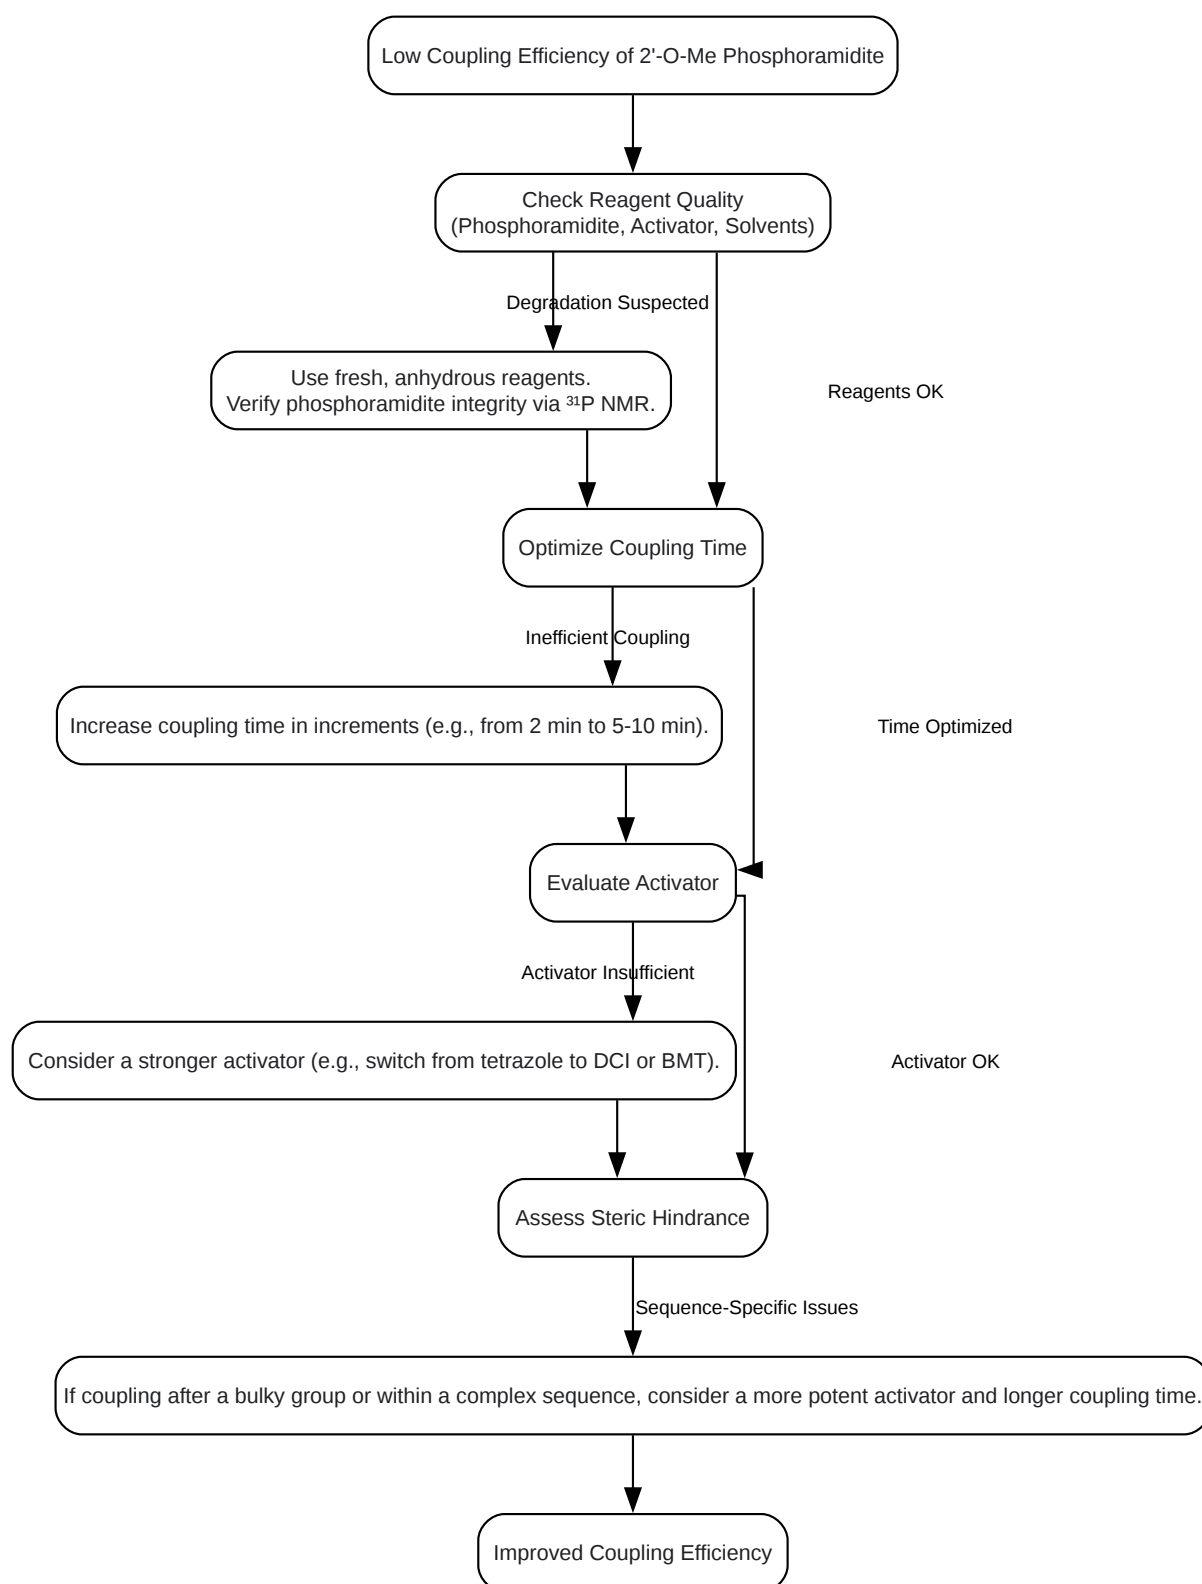 Low Coupling Efficiency of 2'-O-Me Phosphoramidite
Check Reagent Quality
(Phosphoramidite, Activator, Solvents)
Degradation Suspected
Use fresh, anhydrous reagents.
Verify phosphoramidite integrity via ³¹P NMR.
Reagents OK
Optimize Coupling Time
Inefficient Coupling
Increase coupling time in increments (e.g., from 2 min to 5-10 min).
Time Optimized
Evaluate Activator
Activator Insufficient
Consider a stronger activator (e.g., switch from tetrazole to DCI or BMT).
Activator OK
Assess Steric Hindrance
Sequence-Specific Issues
If coupling after a bulky group or within a complex sequence, consider a more potent activator and longer coupling time.
Improved Coupling Efficiency